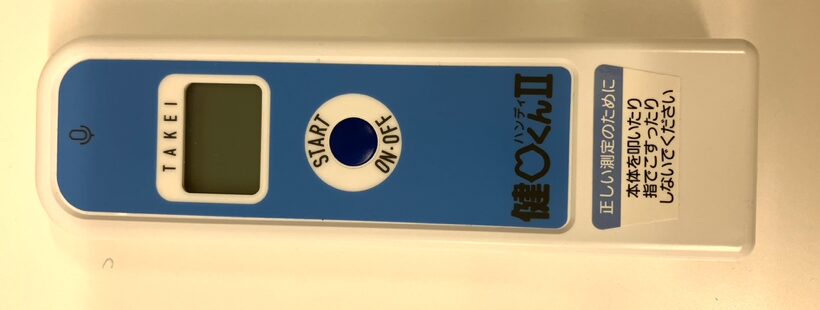 TAKEI
START
ON·OFF
ハンディ
健口くんⅡ
正しい測定のために
本体を叩いたり
指でこすったり
しないでください